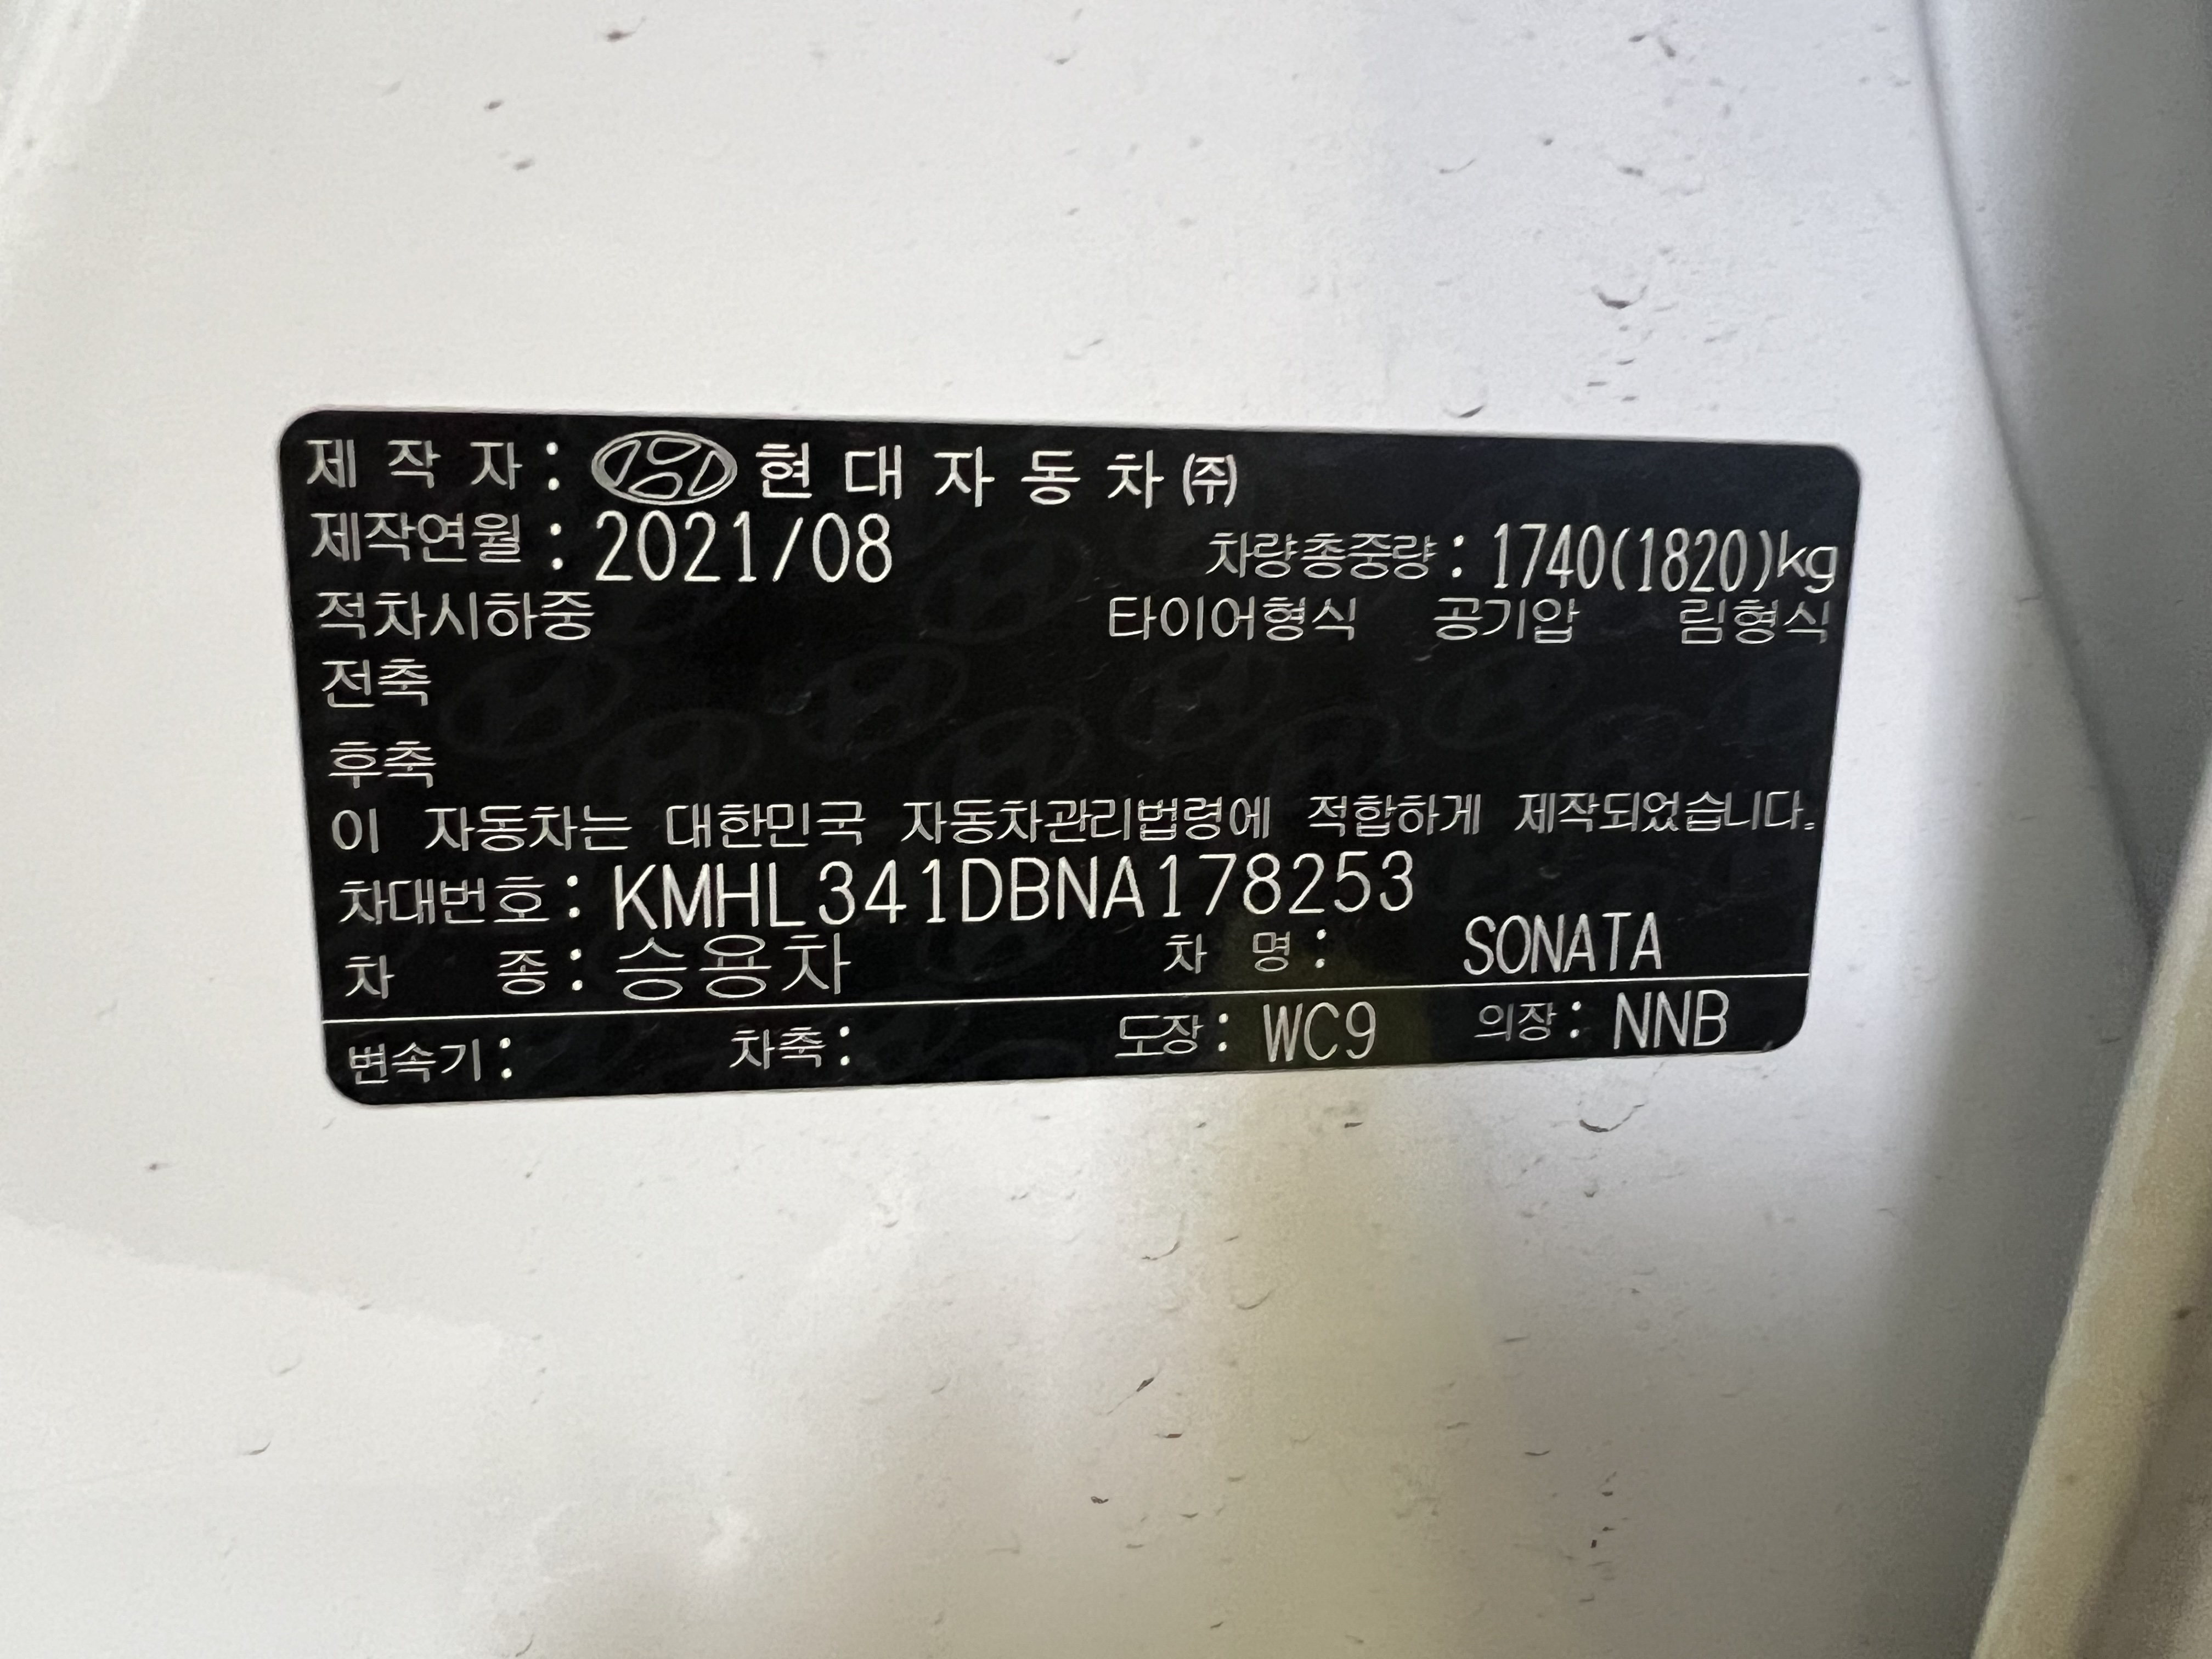 제 작 자 : 현 대 자 동 차 ㈜
제작연월 : 2021/08 차량총중량 : 1740(1820)kg
적차시하중 타이어형식 공기압 림형식
전축
후축
이 자동차는 대한민국 자동차관리법령에 적합하게 제작되었습니다.
차대번호 : KMHL341DBNA178253
차 종 : 승용차 차 명 : SONATA
변속기 : 차축 : 도장 : WC9 의장 : NNB